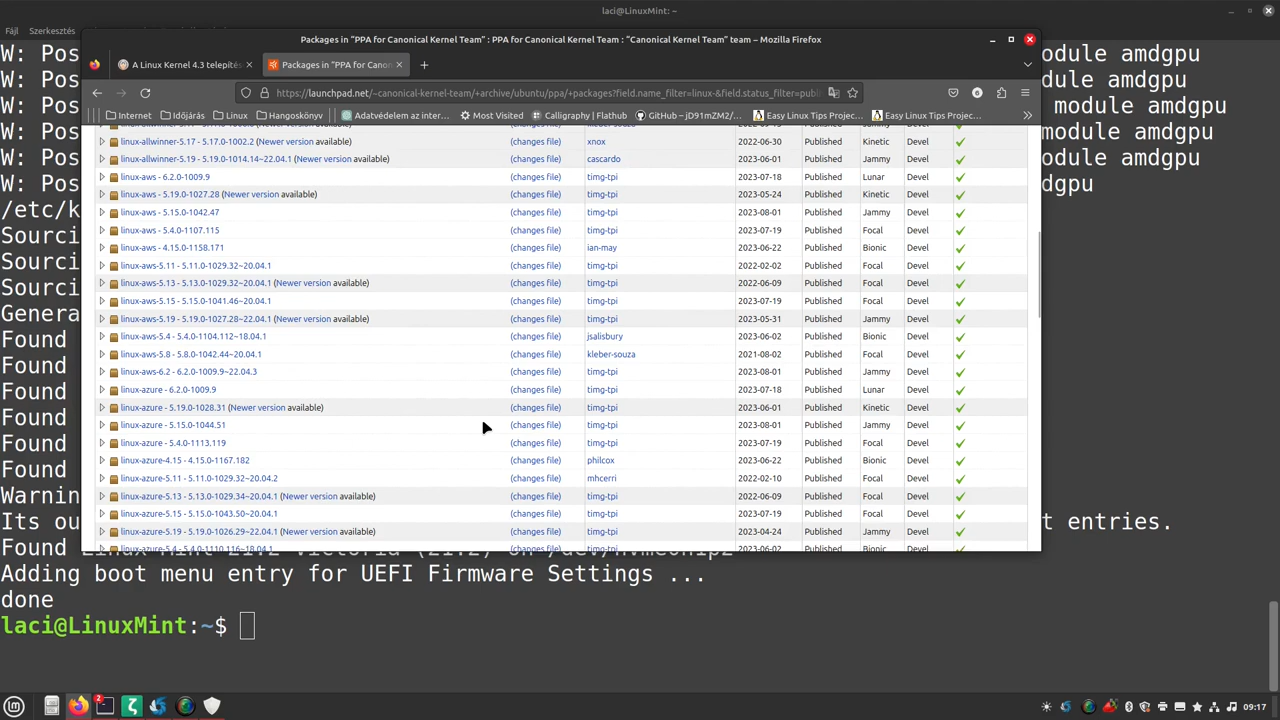 laci@LinuxMint: ~
Fájl Szerkesztés
W: Pos
W: Pos
W: Pos
W: Pos
W: Pos
W: Pos
/etc/k
Sourci
Sourci
Sourci
Genera
Found
Found
Found
Found
Found
Found
Warnin
Its ou
odule amdgpu
dule amdgpu
module amdgpu
odule amdgpu
odule amdgpu
dgpu
t entries.
Packages in “PPA for Canonical Kernel Team” : PPA for Canonical Kernel Team : “Canonical Kernel Team” team – Mozilla Firefox
A Linux Kernel 4.3 telepítés
Packages in “PPA for Canon
https://launchpad.net/~canonical-kernel-team/+archive/ubuntu/ppa/+packages?field.name_filter=linux-&field.status_filter=publ
Internet Időjárás Linux Hangoskönyv Adatvédelem az inter... Most Visited Calligraphy | Flathub GitHub – jD91mZM2/... Easy Linux Tips Projec... Easy Linux Tips Projec...
linux-allwinner-5.17 - 5.17.0-1002.2 (Newer version available) (changes file) xnox 2022-06-30 Published Kinetic Devel
linux-allwinner-5.19 - 5.19.0-1014.14~22.04.1 (Newer version available) (changes file) cascardo 2023-06-01 Published Jammy Devel
linux-aws - 6.2.0-1009.9 (changes file) timg-tpi 2023-07-18 Published Lunar Devel
linux-aws - 5.19.0-1027.28 (Newer version available) (changes file) timg-tpi 2023-05-24 Published Kinetic Devel
linux-aws - 5.15.0-1042.47 (changes file) timg-tpi 2023-08-01 Published Jammy Devel
linux-aws - 5.4.0-1107.115 (changes file) timg-tpi 2023-07-19 Published Focal Devel
linux-aws - 4.15.0-1158.171 (changes file) ian-may 2023-06-22 Published Bionic Devel
linux-aws-5.11 - 5.11.0-1029.32~20.04.1 (changes file) timg-tpi 2022-02-02 Published Focal Devel
linux-aws-5.13 - 5.13.0-1029.32~20.04.1 (Newer version available) (changes file) timg-tpi 2022-06-09 Published Focal Devel
linux-aws-5.15 - 5.15.0-1041.46~20.04.1 (changes file) timg-tpi 2023-07-19 Published Focal Devel
linux-aws-5.19 - 5.19.0-1027.28~22.04.1 (Newer version available) (changes file) timg-tpi 2023-05-31 Published Jammy Devel
linux-aws-5.4 - 5.4.0-1104.112~18.04.1 (changes file) jsalisbury 2023-06-02 Published Bionic Devel
linux-aws-5.8 - 5.8.0-1042.44~20.04.1 (changes file) kleber-souza 2021-08-02 Published Focal Devel
linux-aws-6.2 - 6.2.0-1009.9~22.04.3 (changes file) timg-tpi 2023-08-01 Published Jammy Devel
linux-azure - 6.2.0-1009.9 (changes file) timg-tpi 2023-07-18 Published Lunar Devel
linux-azure - 5.19.0-1028.31 (Newer version available) (changes file) timg-tpi 2023-06-01 Published Kinetic Devel
linux-azure - 5.15.0-1044.51 (changes file) timg-tpi 2023-08-01 Published Jammy Devel
linux-azure - 5.4.0-1113.119 (changes file) timg-tpi 2023-07-19 Published Focal Devel
linux-azure-4.15 - 4.15.0-1167.182 (changes file) philcox 2023-06-22 Published Bionic Devel
linux-azure-5.11 - 5.11.0-1029.32~20.04.2 (changes file) mhcerri 2022-02-10 Published Focal Devel
linux-azure-5.13 - 5.13.0-1029.34~20.04.1 (Newer version available) (changes file) timg-tpi 2022-06-09 Published Focal Devel
linux-azure-5.15 - 5.15.0-1043.50~20.04.1 (changes file) timg-tpi 2023-07-19 Published Focal Devel
linux-azure-5.19 - 5.19.0-1026.29~22.04.1 (Newer version available) (changes file) timg-tpi 2023-04-24 Published Jammy Devel
linux-azure-5.4 - 5.4.0-1110.116~18.04.1 (changes file) timg-tpi 2023-06-02 Published Bionic Devel
Adding boot menu entry for UEFI Firmware Settings ...
done
laci@LinuxMint:~$
2
09:17